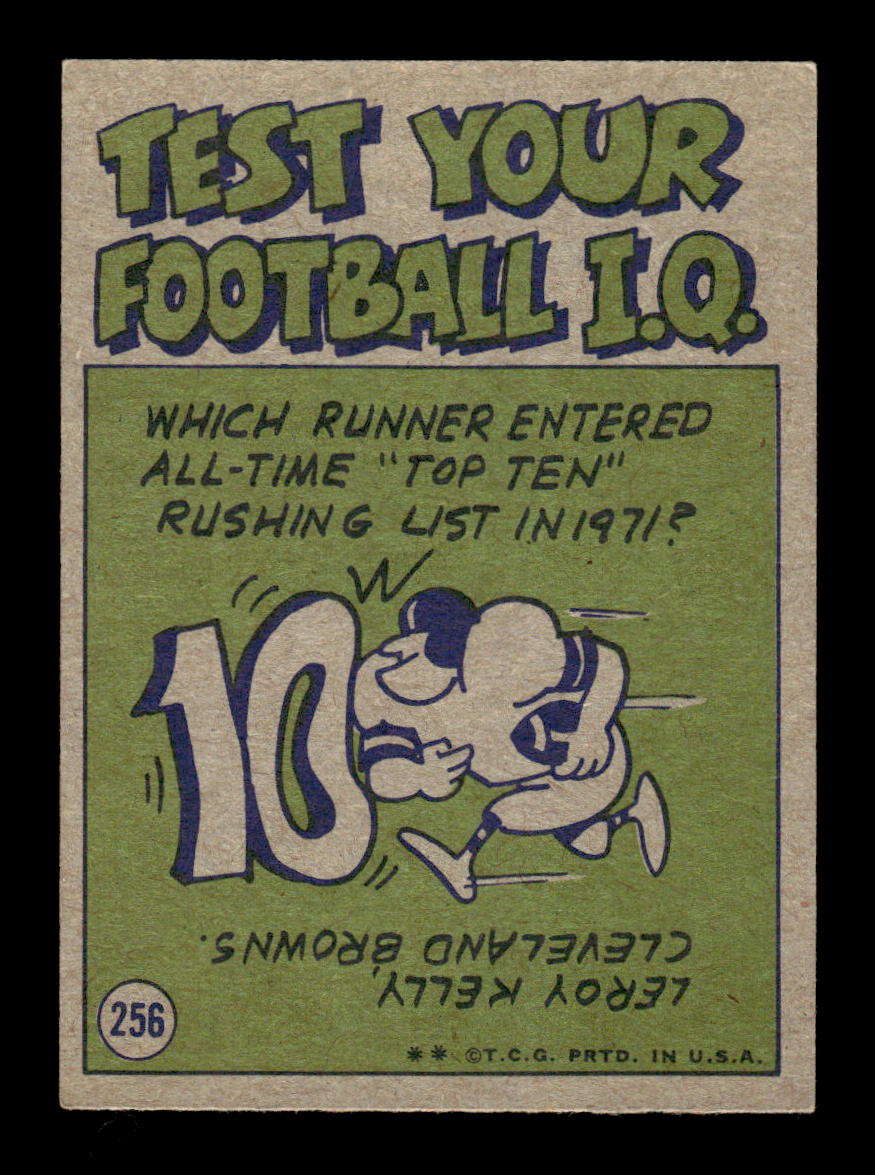 TEST YOUR
FOOTBALL I.Q.
WHICH RUNNER ENTERED
ALL-TIME "TOP TEN"
RUSHING LIST IN 1971?
10
LEROY KELLY,
CLEVELAND BROWNS.
256
** ©T.C.G. PRTD. IN U.S.A.